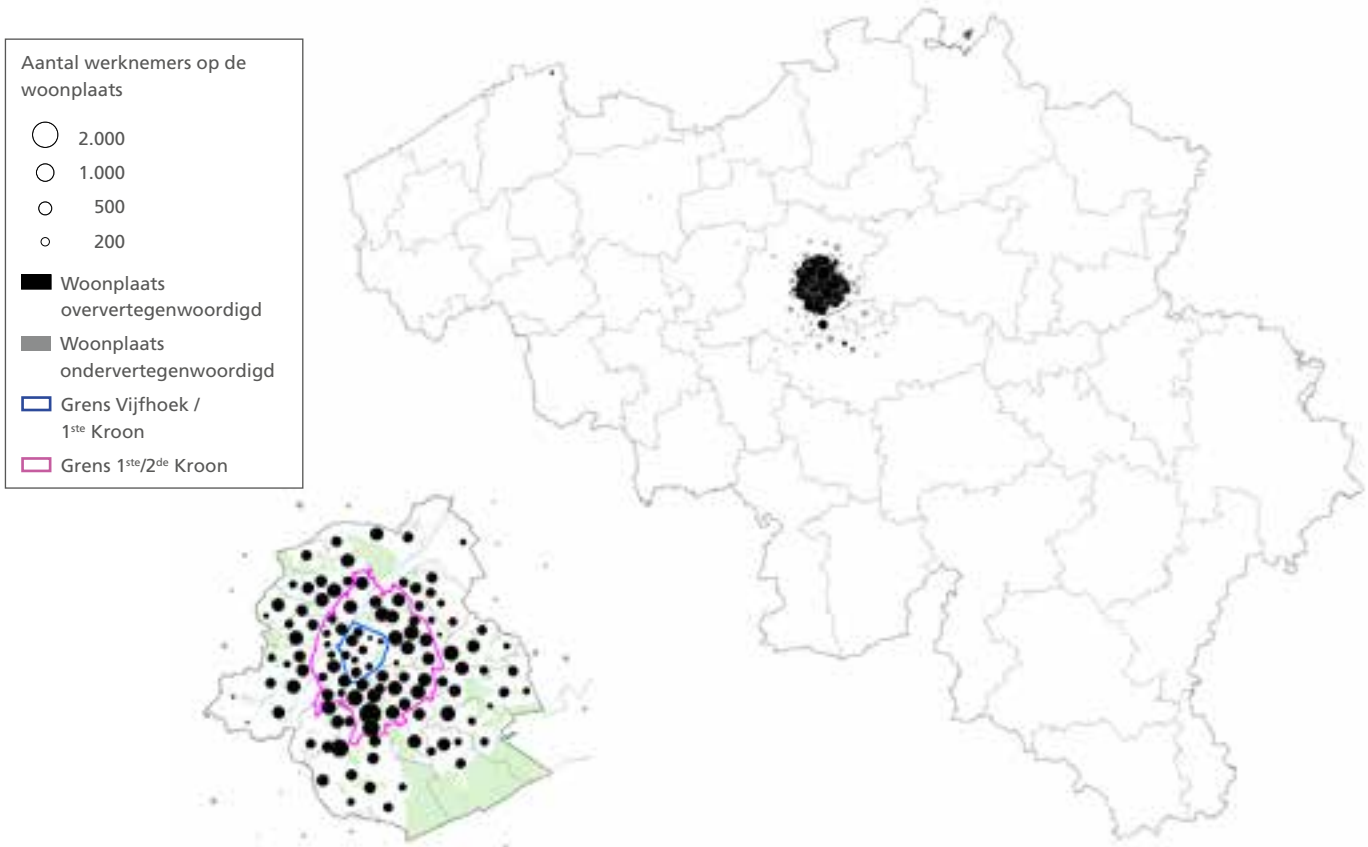 Aantal werknemers op de
woonplaats
2.000
1.000
500
200
Woonplaats
oververtegenwoordigd
Woonplaats
ondervertegenwoordigd
Grens Vijfhoek /
1ste Kroon
Grens 1ste/2de Kroon